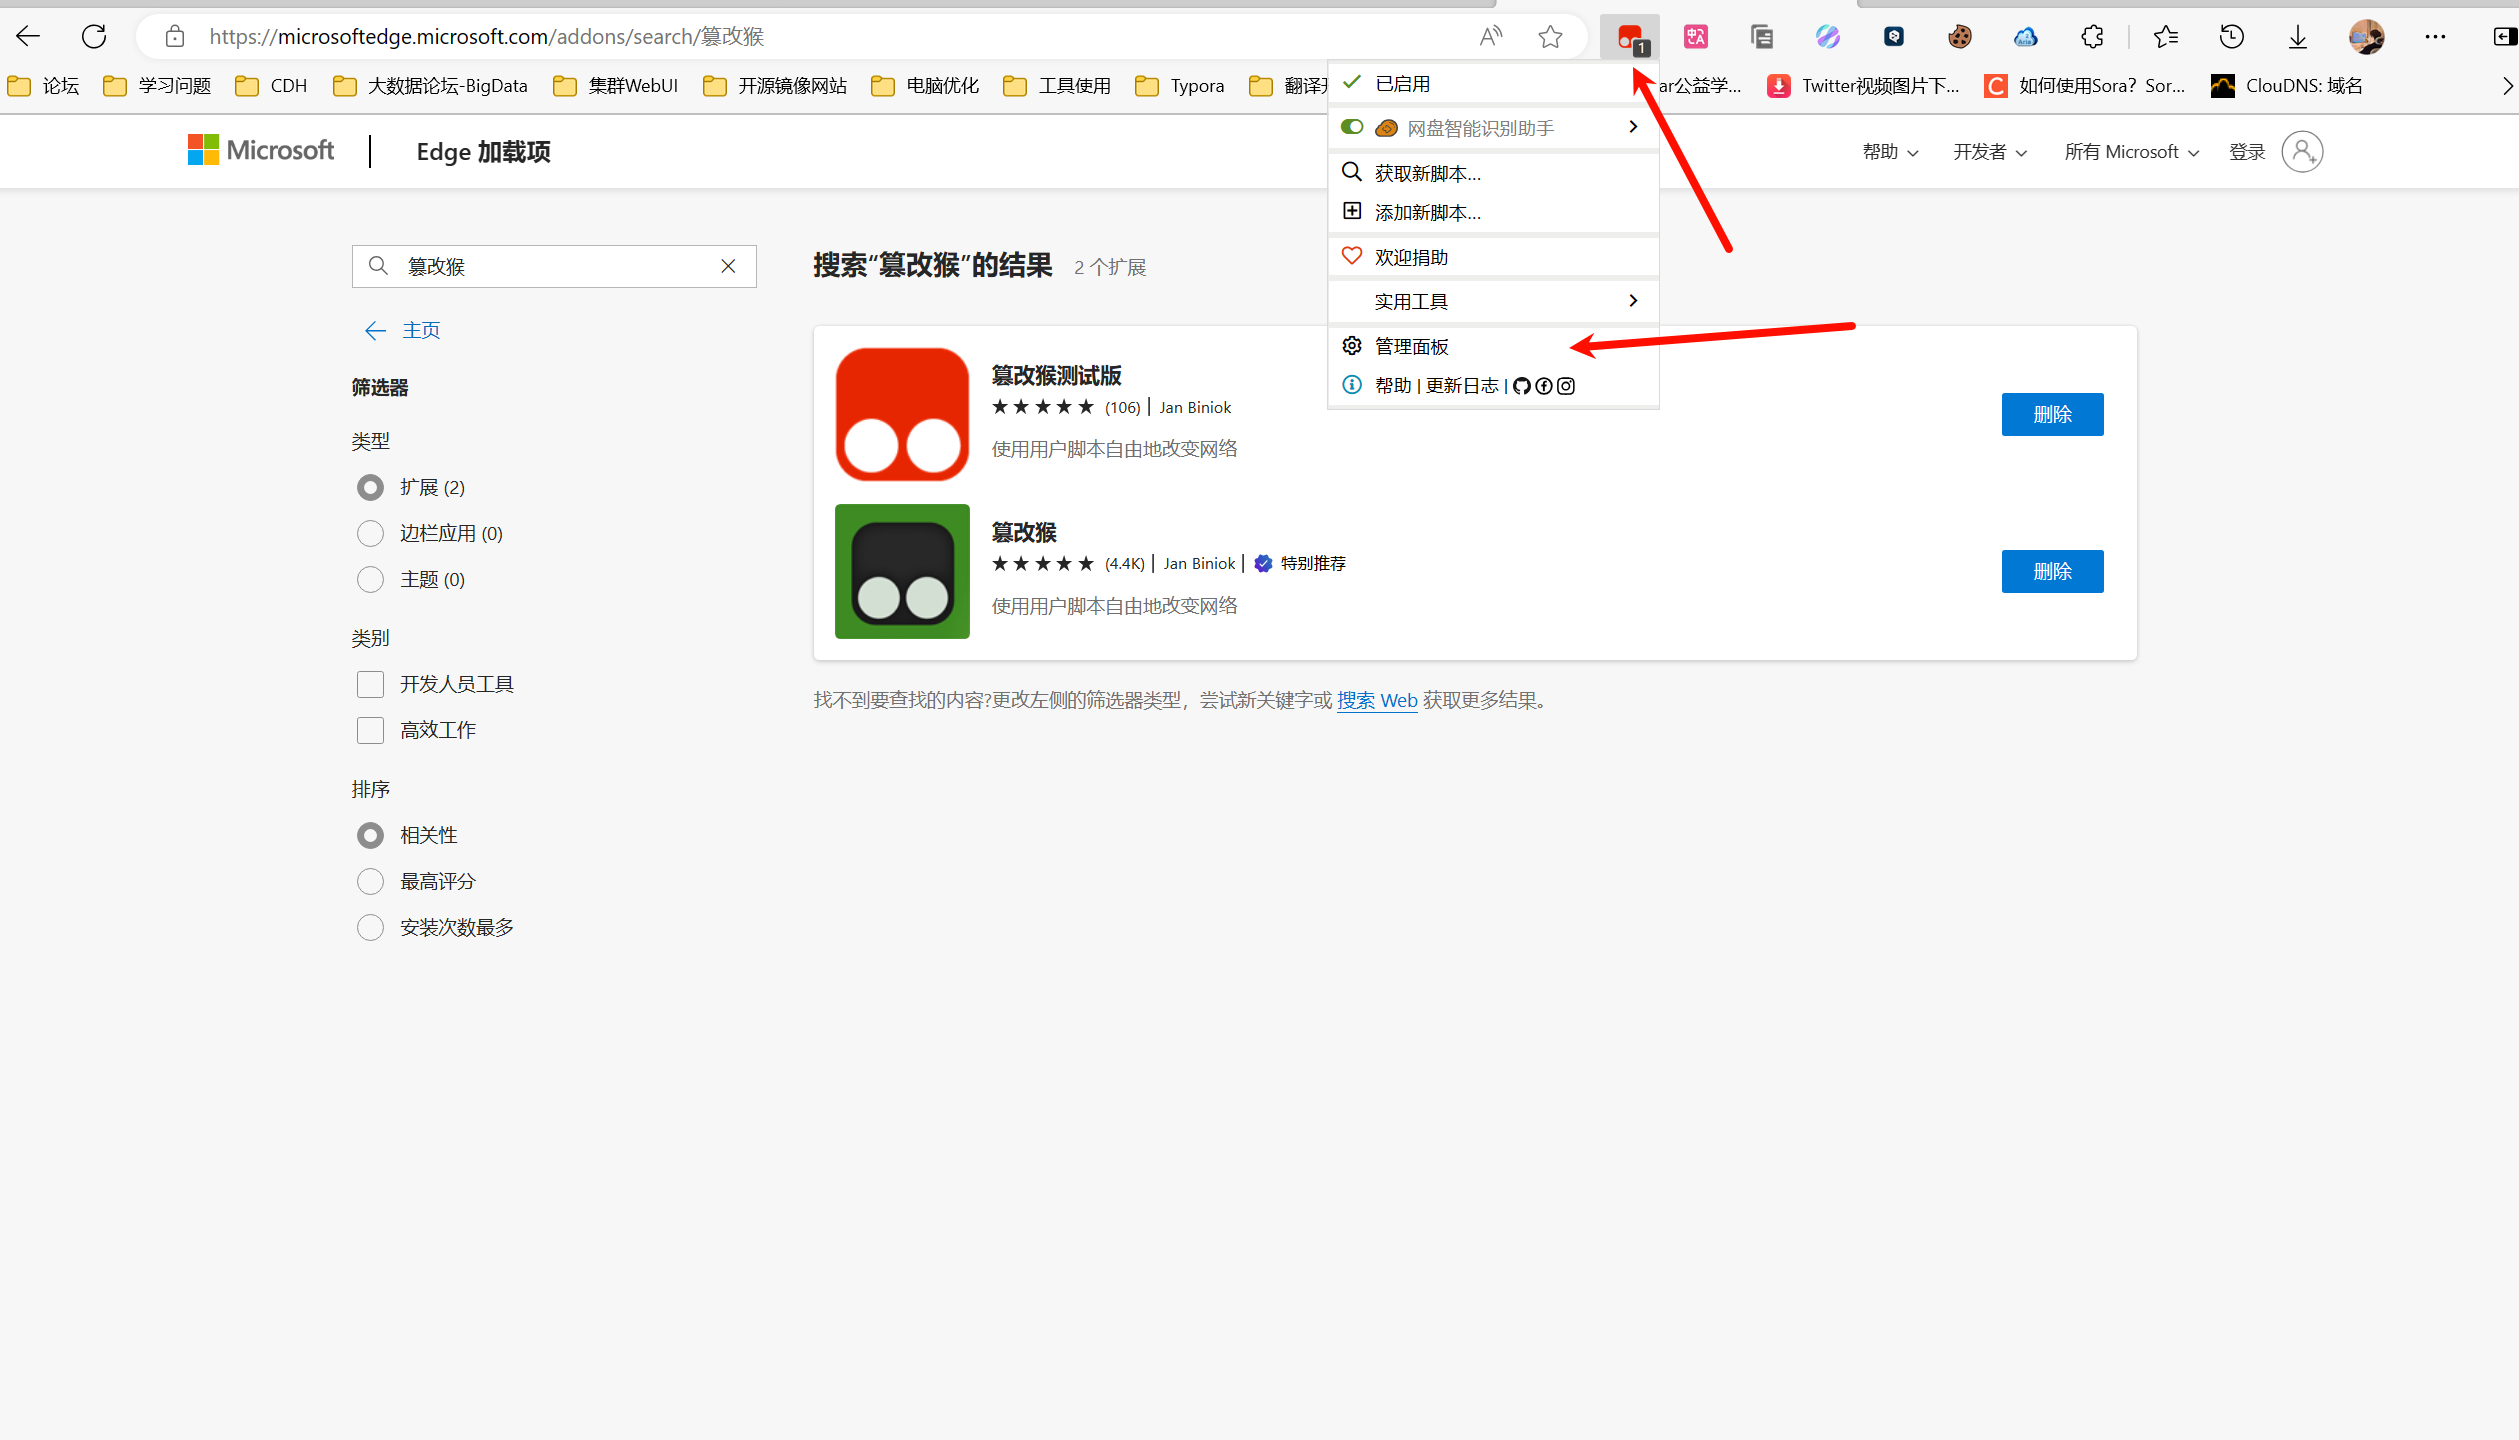 https://microsoftedge.microsoft.com/addons/search/篡改猴
1
论坛
学习问题
CDH
大数据论坛-BigData
集群WebUI
开源镜像网站
电脑优化
工具使用
Typora
ar公益学...
Twitter视频图片下...
如何使用Sora？Sor...
ClouDNS: 域名
已启用
网盘智能识别助手
获取新脚本...
添加新脚本...
欢迎捐助
实用工具
管理面板
帮助 | 更新日志 |
Microsoft
Edge 加载项
帮助
开发者
所有 Microsoft
登录
篡改猴
主页
筛选器
类型
扩展 (2)
边栏应用 (0)
主题 (0)
类别
开发人员工具
高效工作
排序
相关性
最高评分
安装次数最多
搜索“篡改猴”的结果 2 个扩展
篡改猴测试版
★★★★★ (106) | Jan Biniok
使用用户脚本自由地改变网络
删除
篡改猴
★★★★★ (4.4K) | Jan Biniok | 特别推荐
使用用户脚本自由地改变网络
删除
找不到要查找的内容?更改左侧的筛选器类型，尝试新关键字或 搜索 Web 获取更多结果。